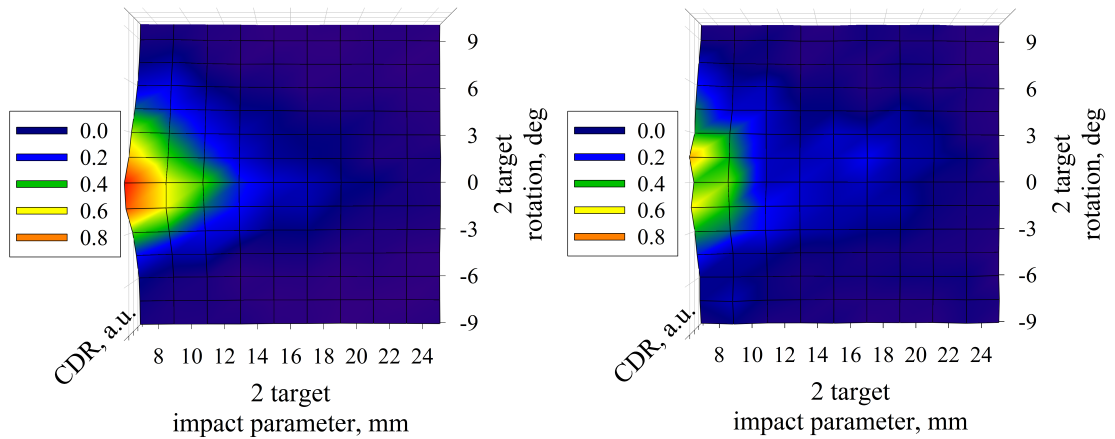 9
6
3
0
-3
-6
-9
2 target
rotation, deg
0.0
0.2
0.4
0.6
0.8
CDR, a.u.
8 10 12 14 16 18 20 22 24
2 target
impact parameter, mm
9
6
3
0
-3
-6
-9
2 target
rotation, deg
0.0
0.2
0.4
0.6
0.8
CDR, a.u.
8 10 12 14 16 18 20 22 24
2 target
impact parameter, mm